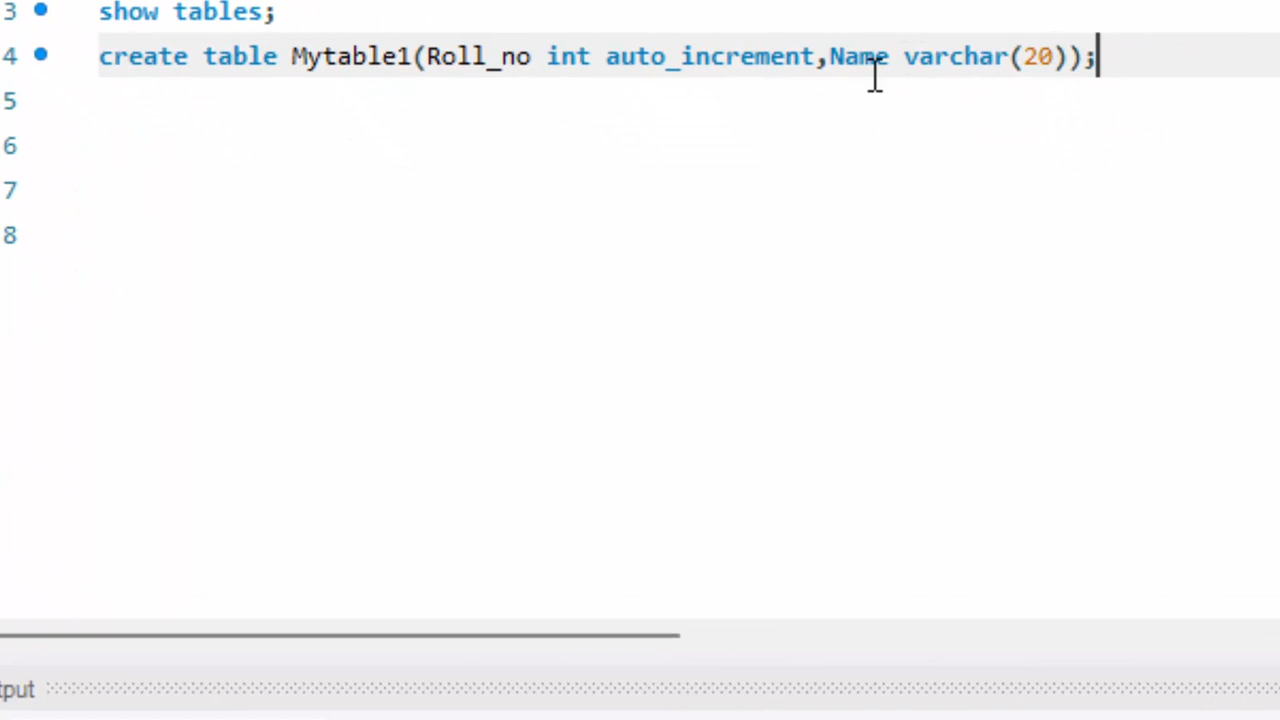 3 show tables;
4 create table Mytable1(Roll_no int auto_increment,Name varchar(20));
5
6
7
8
tput